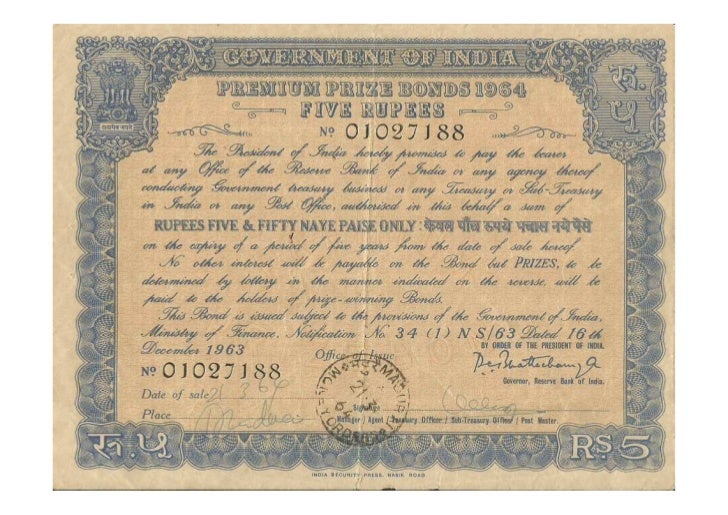 GOVERNMENT OF INDIA
PREMIUM PRIZE BONDS 1964
FIVE RUPEES
रु.
५
सत्यमेव जयते
Nº 01027188
The President of India hereby promises to pay the bearer
at any Office of the Reserve Bank of India or any agency thereof
conducting Government treasury business or any Treasury or Sub-Treasury
in India or any Post Office, authorised in this behalf a sum of
RUPEES FIVE & FIFTY NAYE PAISE ONLY : केवल पाँच रुपये पचास नये पैसे
on the expiry of a period of five years from the date of sale hereof
No other interest will be payable on the Bond but PRIZES, to be
determined by lottery in the manner indicated on the reverse, will be
paid to the holders of prize-winning Bonds.
This Bond is issued subject to the provisions of the Government of India,
Ministry of Finance, Notification No. 34 (1) N S/63 Dated 16 th
December 1963
BY ORDER OF THE PRESIDENT OF INDIA.
Office of Issue
Nº 01027188
Governor, Reserve Bank of India.
Date of sale
Place
Signature
Manager / Agent / Treasury Officer / Sub-Treasury Officer / Post Master.
रु.५
RS 5
INDIA SECURITY PRESS, NASIK ROAD